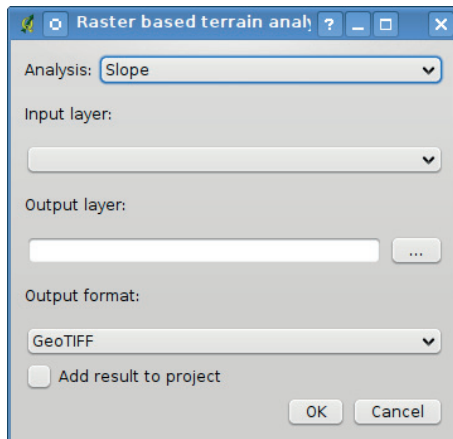 Raster based terrain analy
Analysis: Slope
Input layer:
Output layer:
...
Output format:
GeoTIFF
Add result to project
OK Cancel